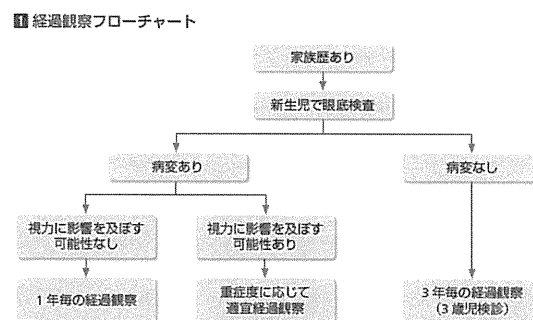 1 経過観察フローチャート
家族歴あり
新生児で眼底検査
病変あり
病変なし
視力に影響を及ぼす
可能性なし
視力に影響を及ぼす
可能性あり
1年毎の経過観察
重症度に応じて
適宜経過観察
3年毎の経過観察
(3歳児検診)